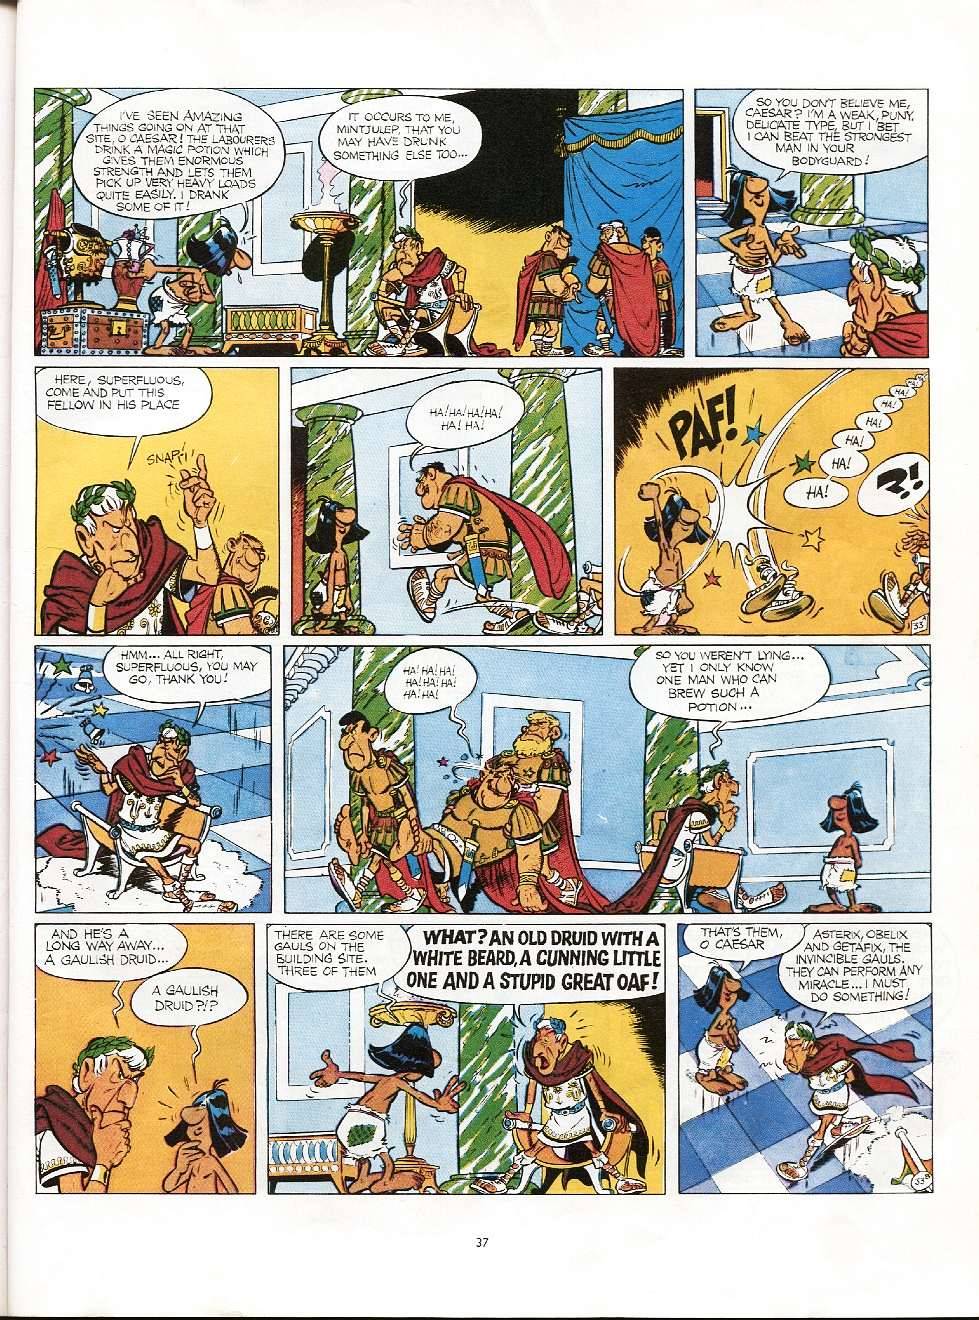 I'VE SEEN AMAZING
THINGS GOING ON AT THAT
SITE, O CAESAR! THE LABOURERS
DRINK A MAGIC POTION WHICH
GIVES THEM ENORMOUS
STRENGTH AND LETS THEM
PICK UP VERY HEAVY LOADS
QUITE EASILY. I DRANK
SOME OF IT!
IT OCCURS TO ME,
MINTJULEP, THAT YOU
MAY HAVE DRUNK
SOMETHING ELSE TOO...
SO YOU DON'T BELIEVE ME,
CAESAR? I'M A WEAK, PUNY,
DELICATE TYPE, BUT I BET
I CAN BEAT THE STRONGEST
MAN IN YOUR
BODYGUARD!
HERE, SUPERFLUOUS,
COME AND PUT THIS
FELLOW IN HIS PLACE
SNAP!
HA! HA! HA! HA!
HA! HA!
PAF!
HA!
HA!
HA!
HA!
HA!
HA!
?!
33A
HMM... ALL RIGHT,
SUPERFLUOUS, YOU MAY
GO, THANK YOU!
HA! HA! HA!
HA! HA! HA!
HA! HA!
SO YOU WEREN'T LYING...
YET I ONLY KNOW
ONE MAN WHO CAN
BREW SUCH A
POTION...
AND HE'S A
LONG WAY AWAY...
A GAULISH DRUID...
A GAULISH
DRUID?!?
THERE ARE SOME
GAULS ON THE
BUILDING SITE.
THREE OF THEM
WHAT? AN OLD DRUID WITH A
WHITE BEARD, A CUNNING LITTLE
ONE AND A STUPID GREAT OAF!
THAT'S THEM,
O CAESAR
ASTERIX, OBELIX
AND GETAFIX, THE
INVINCIBLE GAULS.
THEY CAN PERFORM ANY
MIRACLE... I MUST
DO SOMETHING!
33B
37